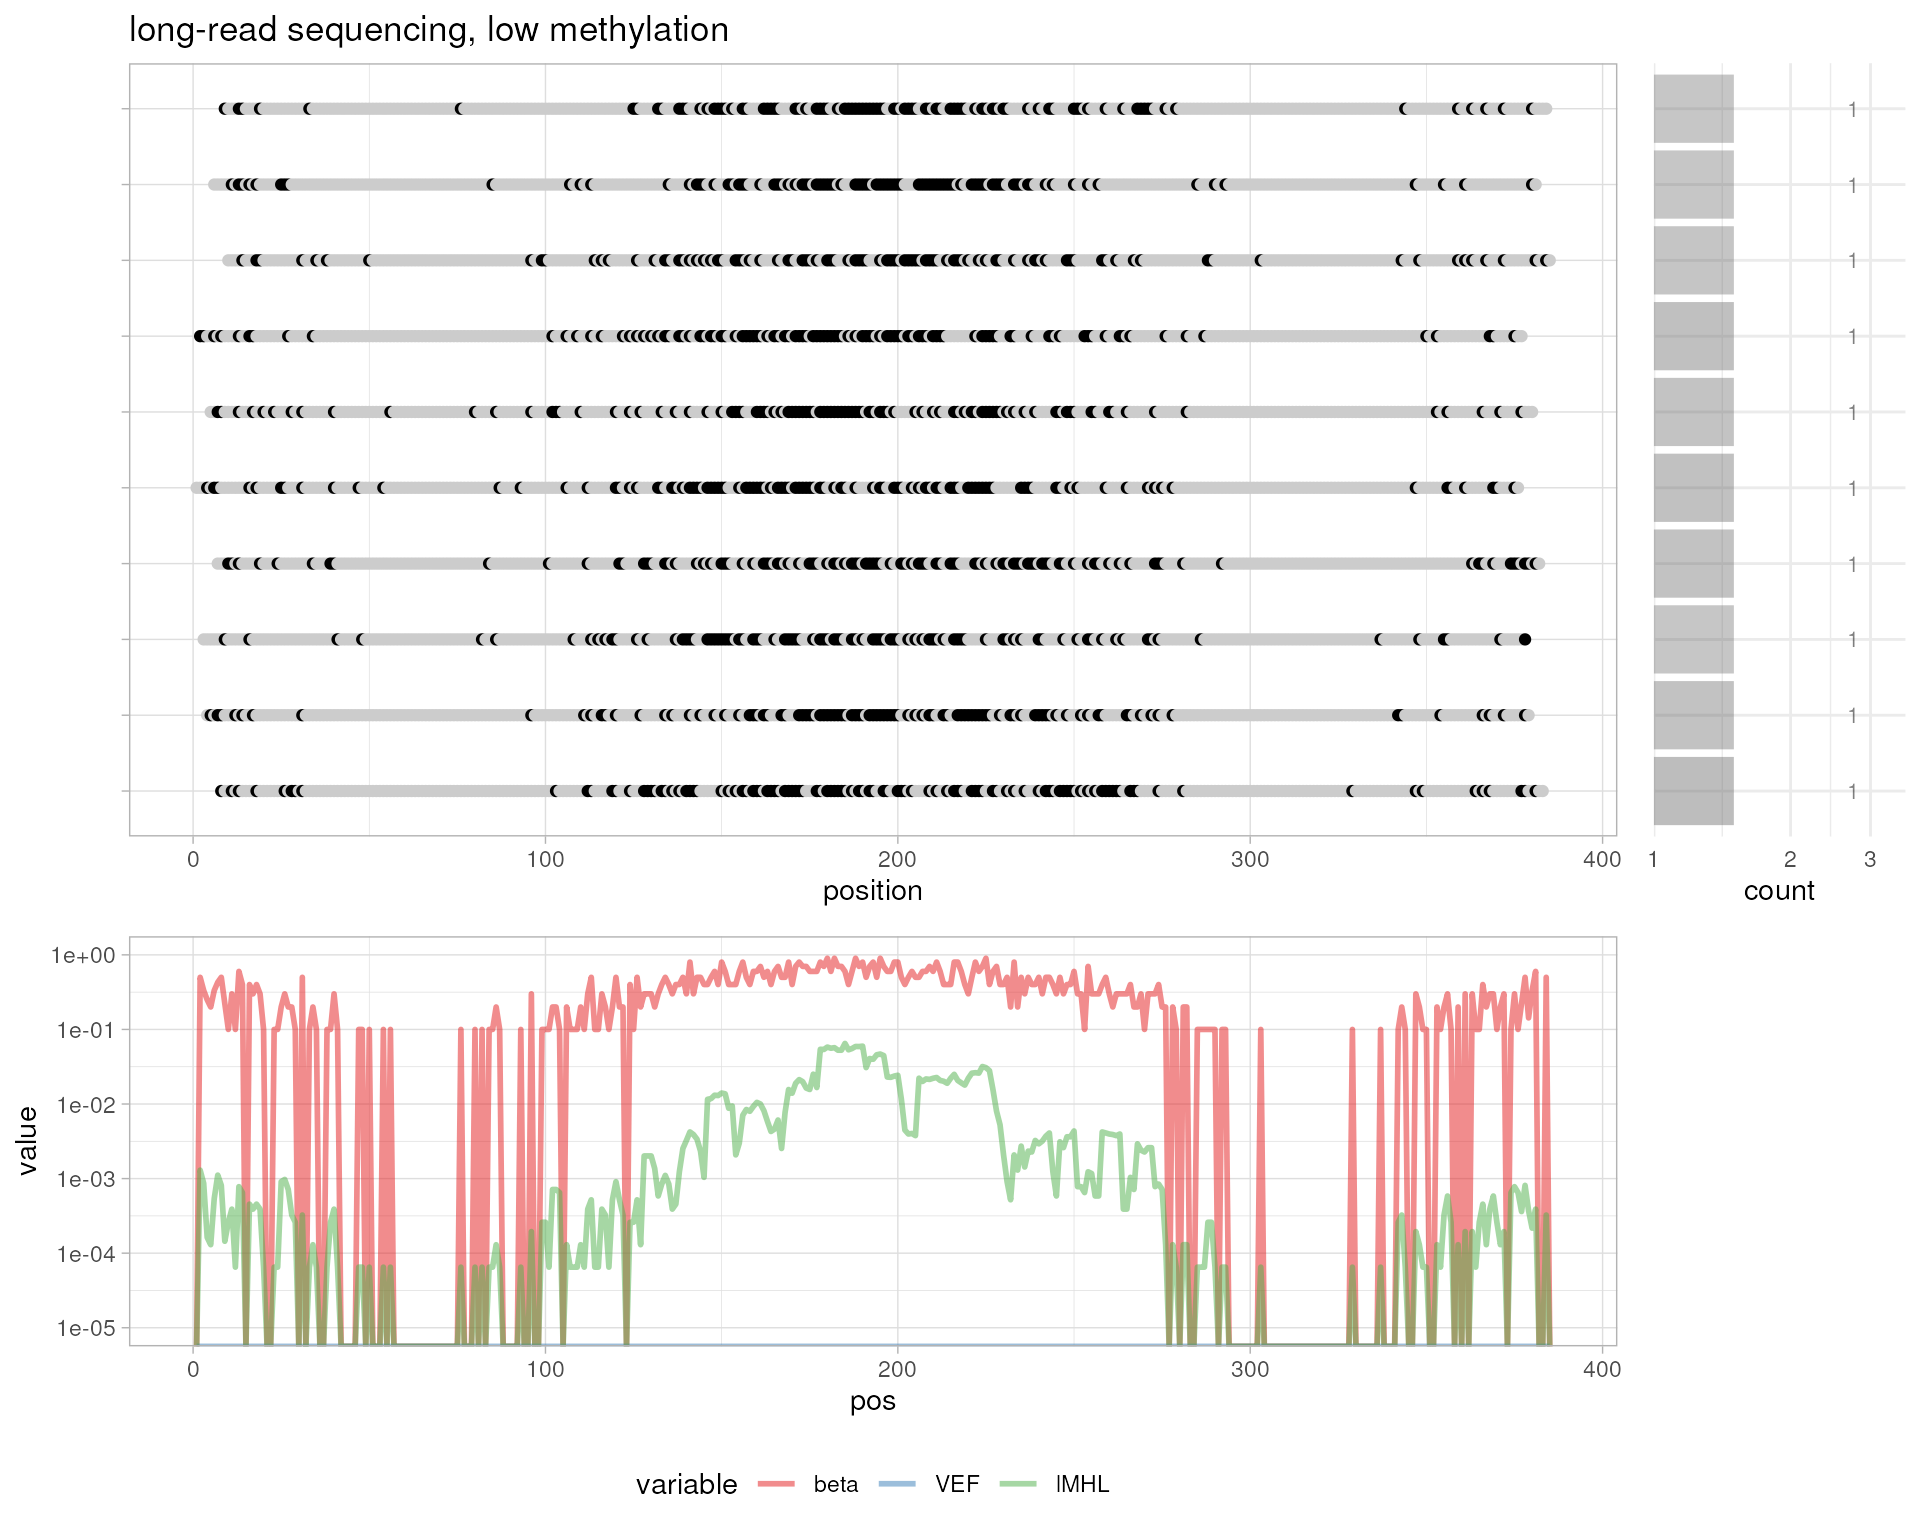 long-read sequencing, low methylation
1
1
1
1
1
1
1
1
1
1
0 100 200 300 400 1 2 3
position count
1e+00
1e-01
1e-02
1e-03
1e-04
1e-05
value
0 100 200 300 400
pos
variable beta VEF lMHL